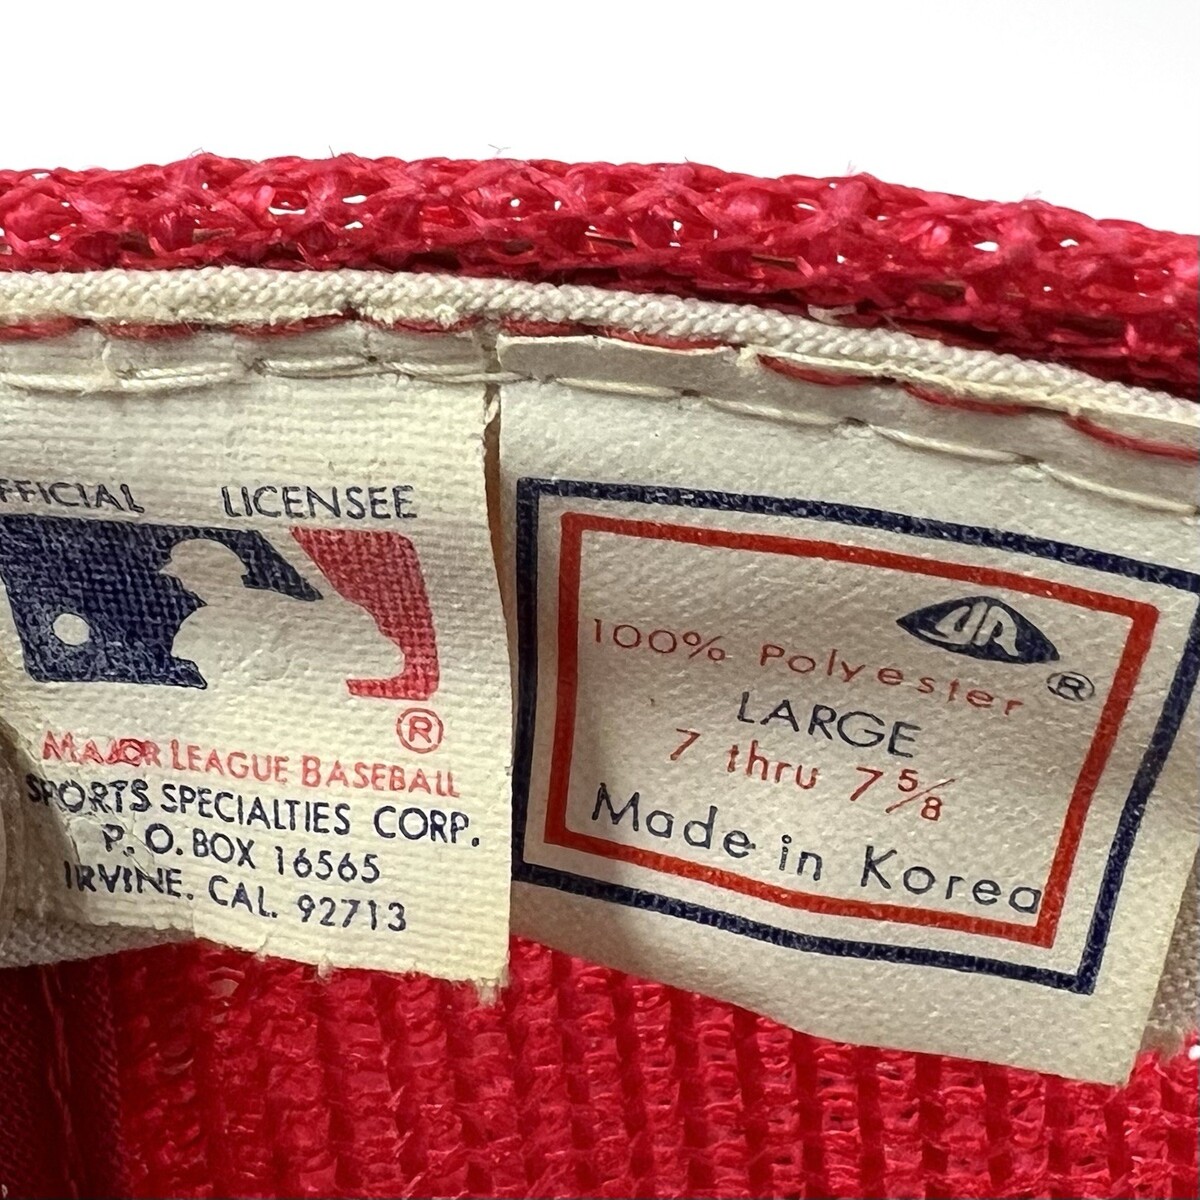 FFICIAL LICENSEE
®
MAJOR LEAGUE BASEBALL
SPORTS SPECIALTIES CORP.
P.O. BOX 16565
IRVINE. CAL. 92713
100% Polyester ®
LARGE
7 thru 7 5/8
Made in Korea